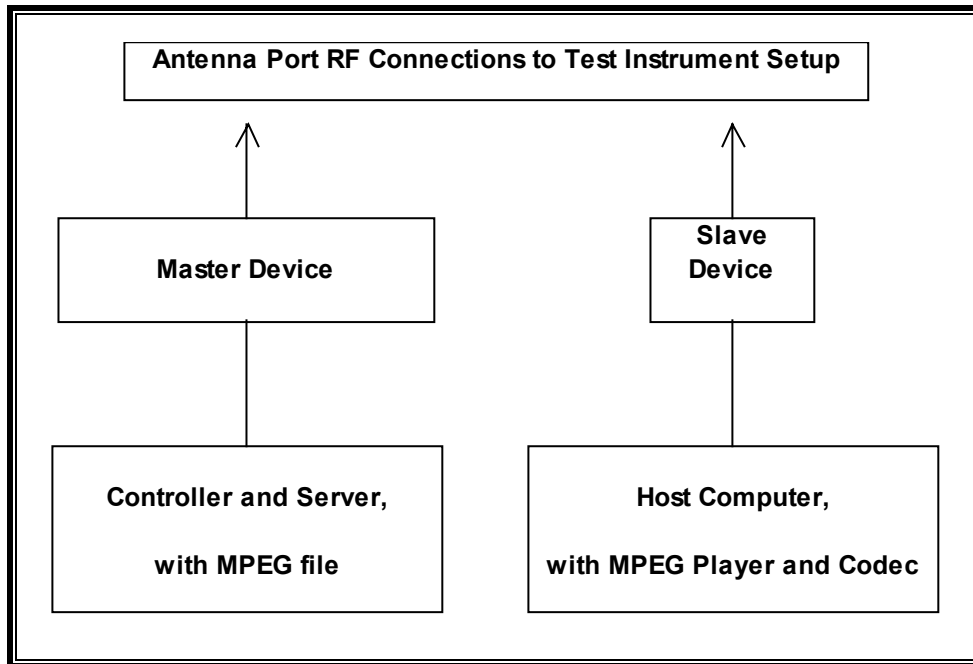 Antenna Port RF Connections to Test Instrument Setup
Master Device
Slave
Device
Controller and Server,
with MPEG file
Host Computer,
with MPEG Player and Codec